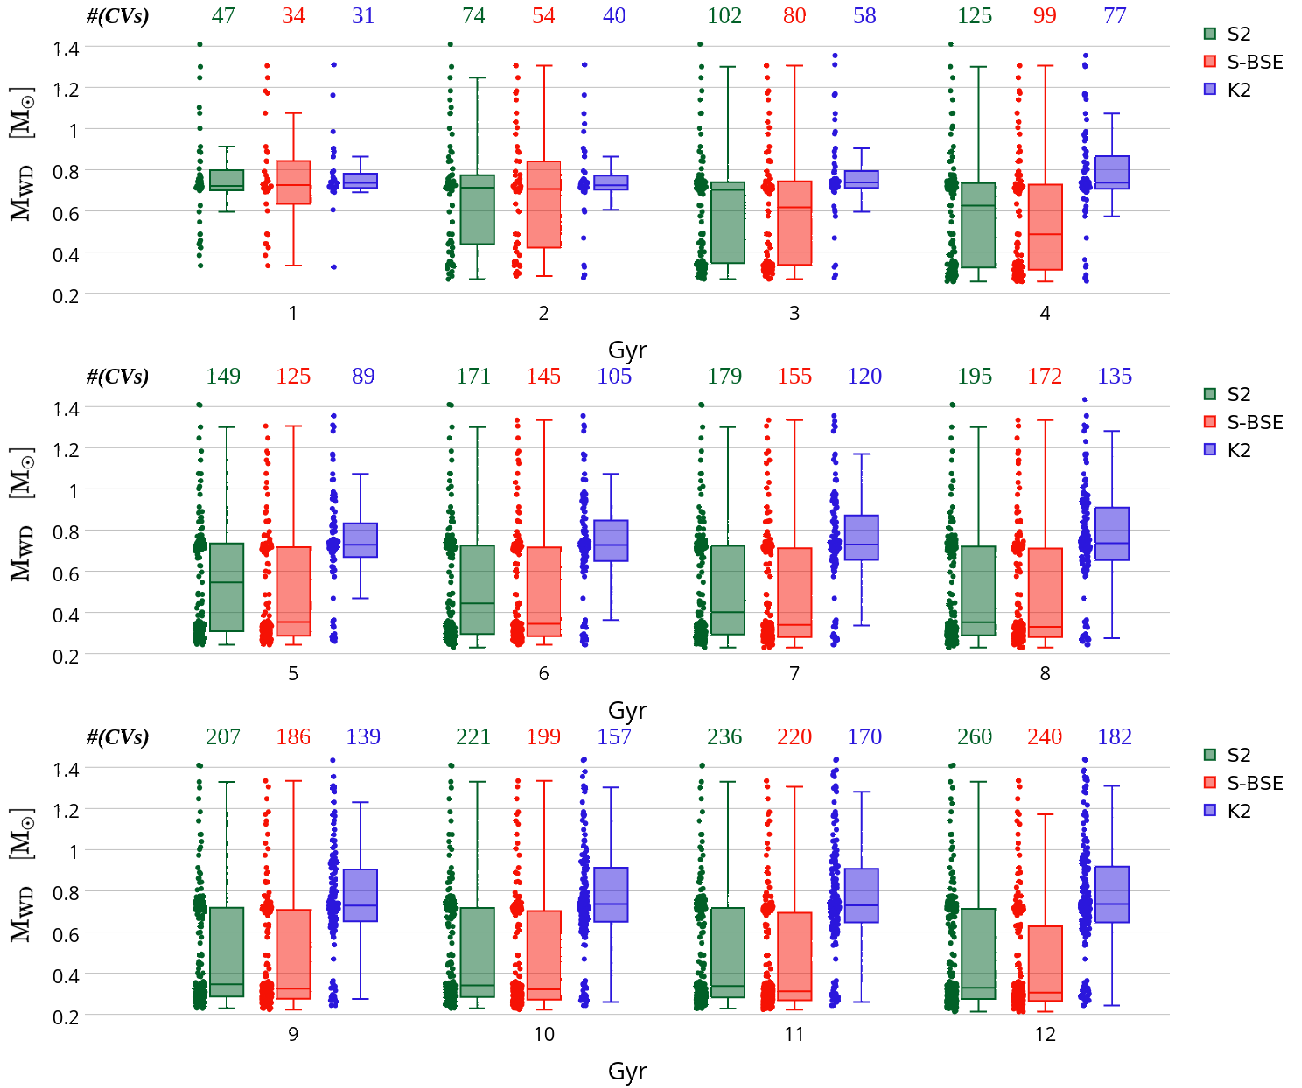 #(CVs) 47 34 31 74 54 40 102 80 58 125 99 77
S2
S-BSE
K2
M_WD [M_⊙]
1.4
1.2
1
0.8
0.6
0.4
0.2
1 2 3 4
Gyr
#(CVs) 149 125 89 171 145 105 179 155 120 195 172 135
S2
S-BSE
K2
M_WD [M_⊙]
1.4
1.2
1
0.8
0.6
0.4
0.2
5 6 7 8
Gyr
#(CVs) 207 186 139 221 199 157 236 220 170 260 240 182
S2
S-BSE
K2
M_WD [M_⊙]
1.4
1.2
1
0.8
0.6
0.4
0.2
9 10 11 12
Gyr